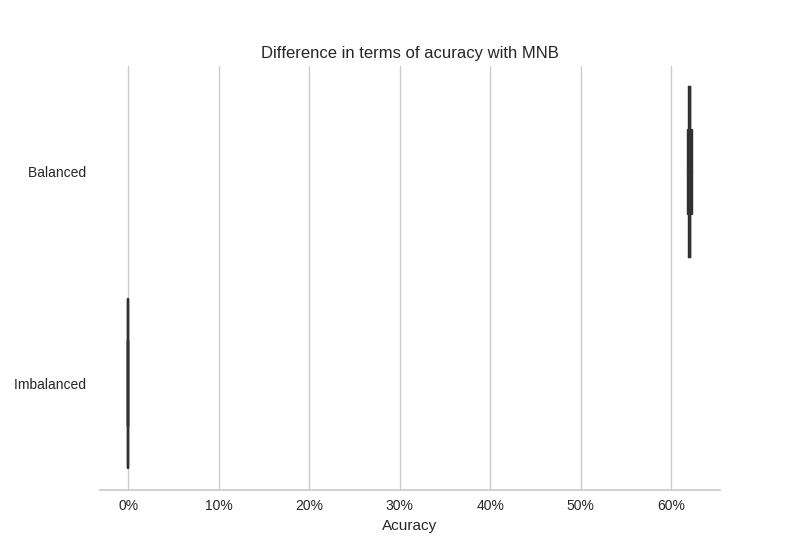 Difference in terms of acuracy with MNB
Balanced
Imbalanced
0% 10% 20% 30% 40% 50% 60%
Acuracy